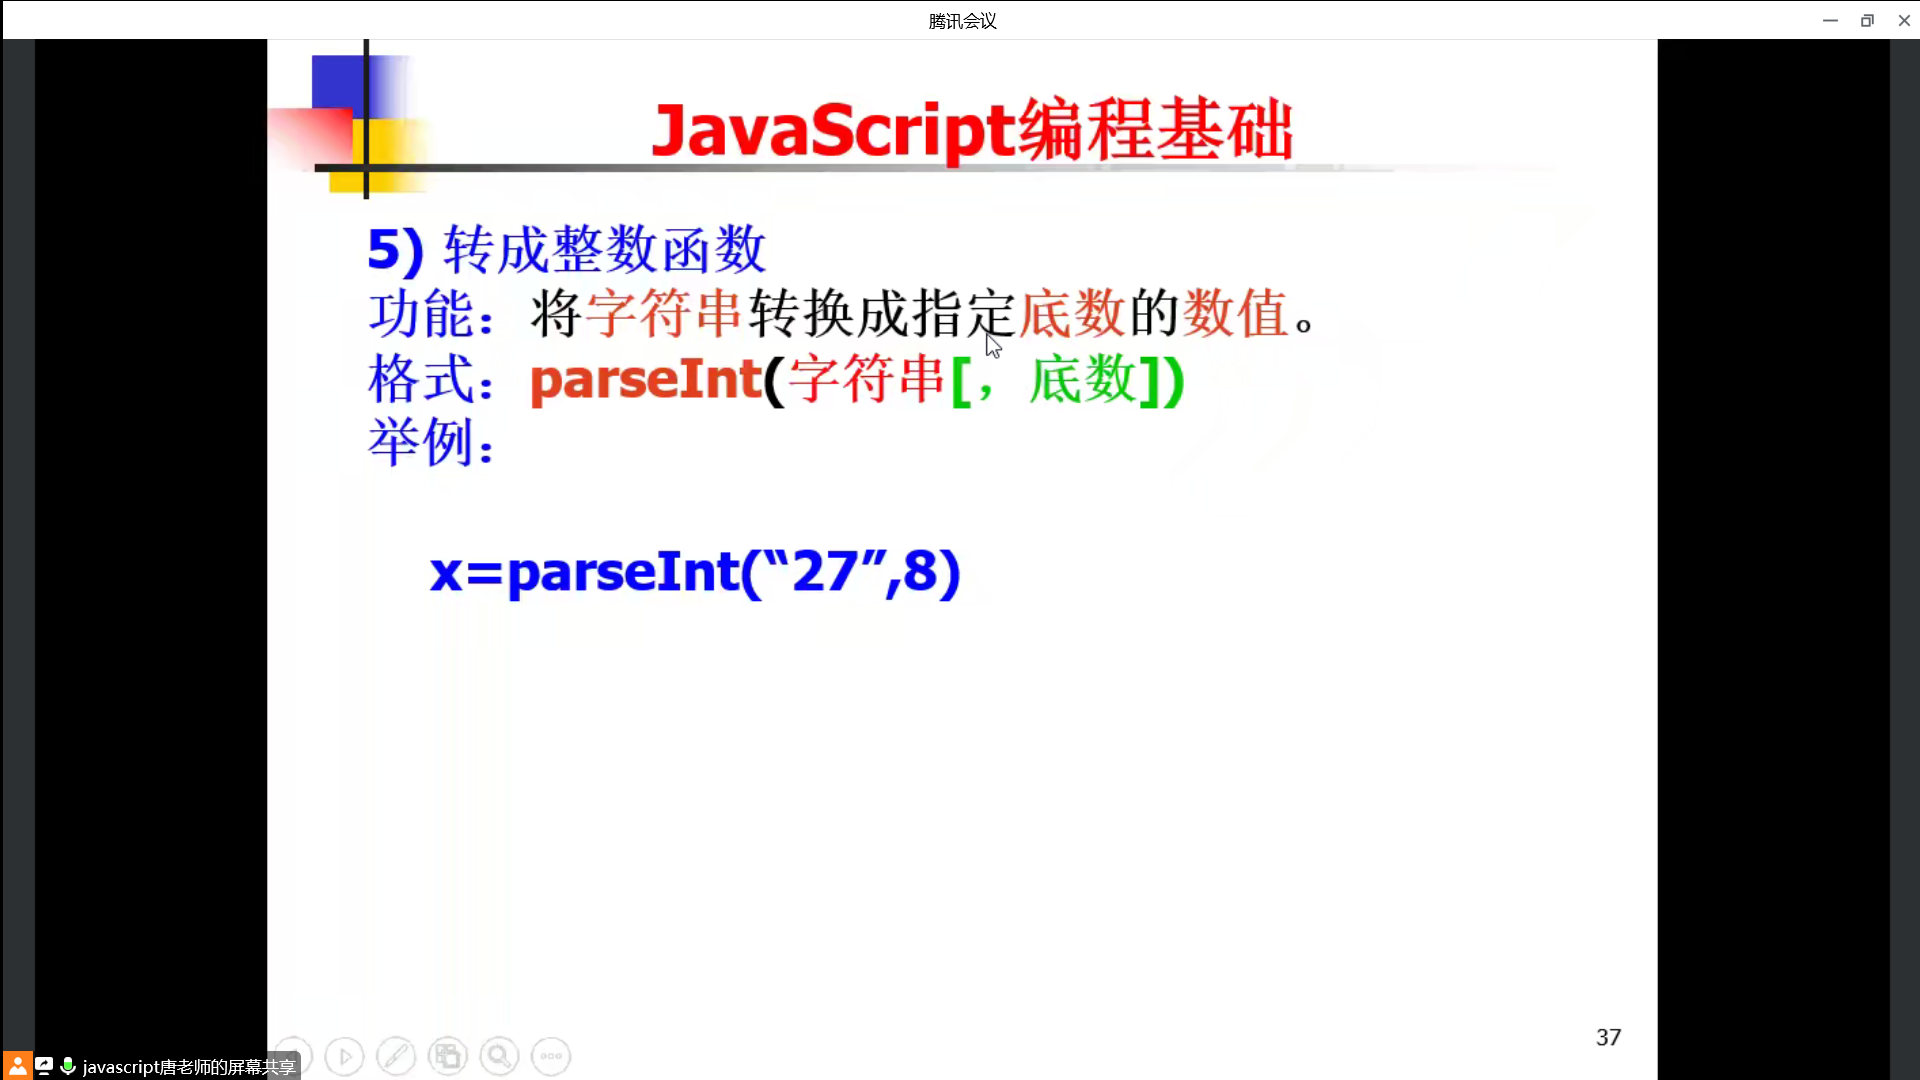 腾讯会议
JavaScript编程基础
5) 转成整数函数
功能：将字符串转换成指定底数的数值。
格式：parseInt(字符串[，底数])
举例：
x=parseInt(“27”,8)
37
javascript唐老师的屏幕共享